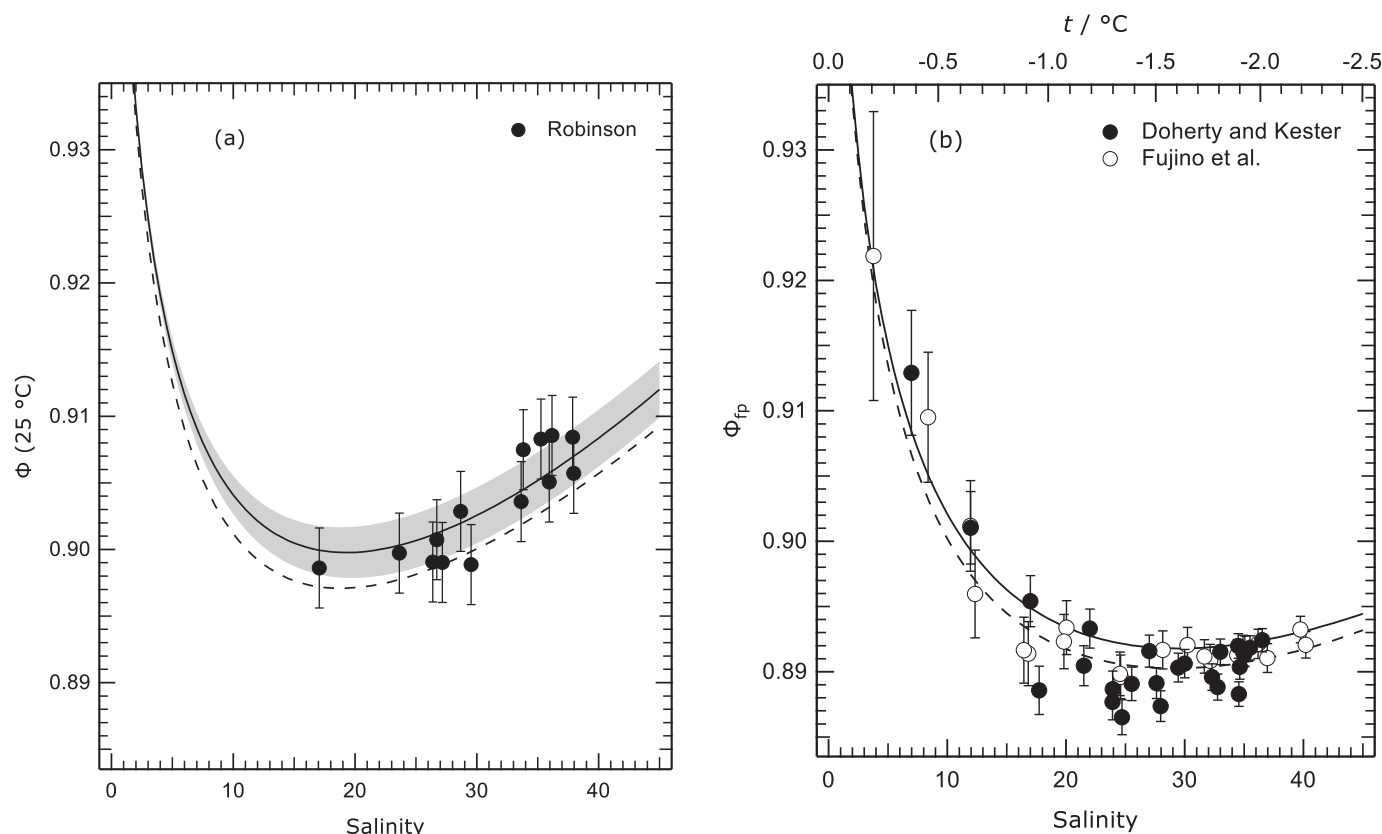 (a)
Robinson
0.93
0.92
0.91
0.90
0.89
Φ (25 °C)
0 10 20 30 40
Salinity
t / °C
0.0 -0.5 -1.0 -1.5 -2.0 -2.5
(b)
Doherty and Kester
Fujino et al.
0.93
0.92
0.91
0.90
0.89
Φfp
0 10 20 30 40
Salinity